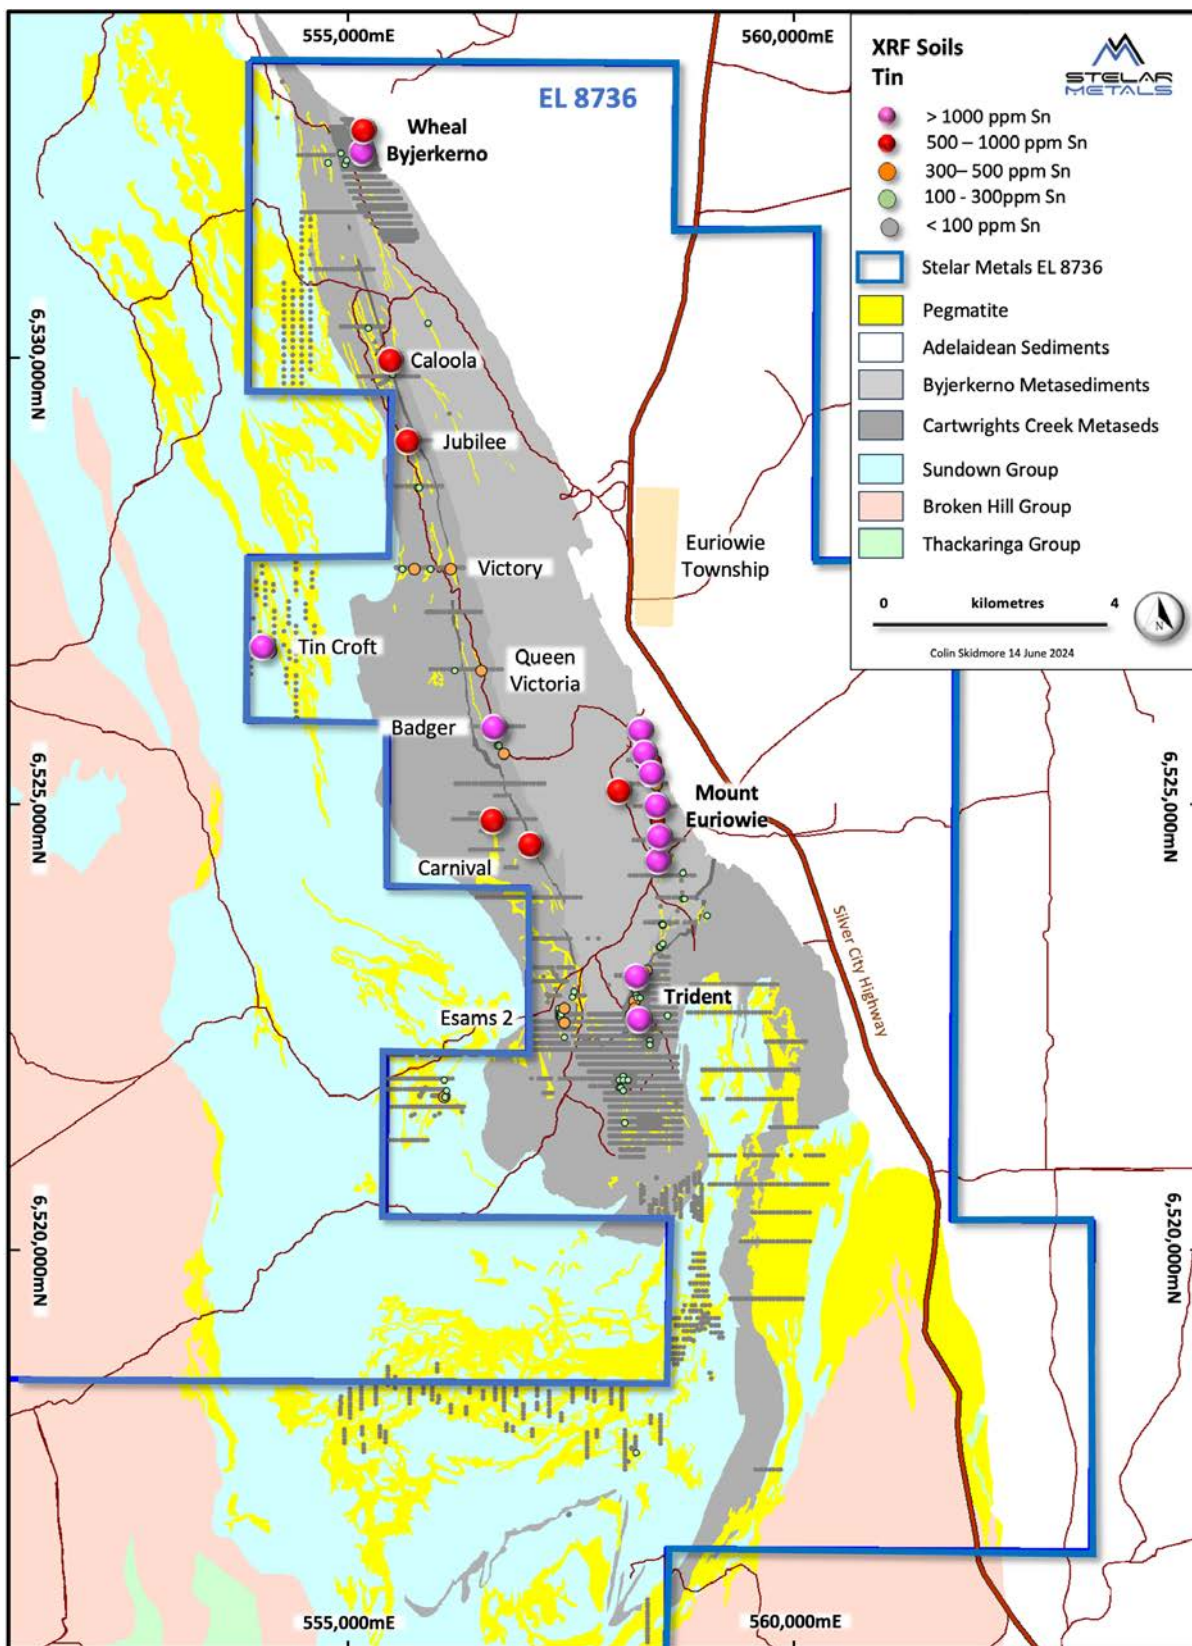 555,000mE
560,000mE
EL 8736
XRF Soils
Tin
STELAR
METALS
> 1000 ppm Sn
500 – 1000 ppm Sn
300– 500 ppm Sn
100 - 300ppm Sn
< 100 ppm Sn
Stelar Metals EL 8736
Pegmatite
Adelaidean Sediments
Byjerkerno Metasediments
Cartwrights Creek Metaseds
Sundown Group
Broken Hill Group
Thackaringa Group
0 kilometres 4
N
Colin Skidmore 14 June 2024
Wheal
Byjerkerno
6,530,000mN
Caloola
Jubilee
Euriowie
Township
Victory
Tin Croft
Queen
Victoria
Badger
6,525,000mN
6,525,000mN
Mount
Euriowie
Carnival
Silver City Highway
Trident
Esams 2
6,520,000mN
6,520,000mN
555,000mE
560,000mE